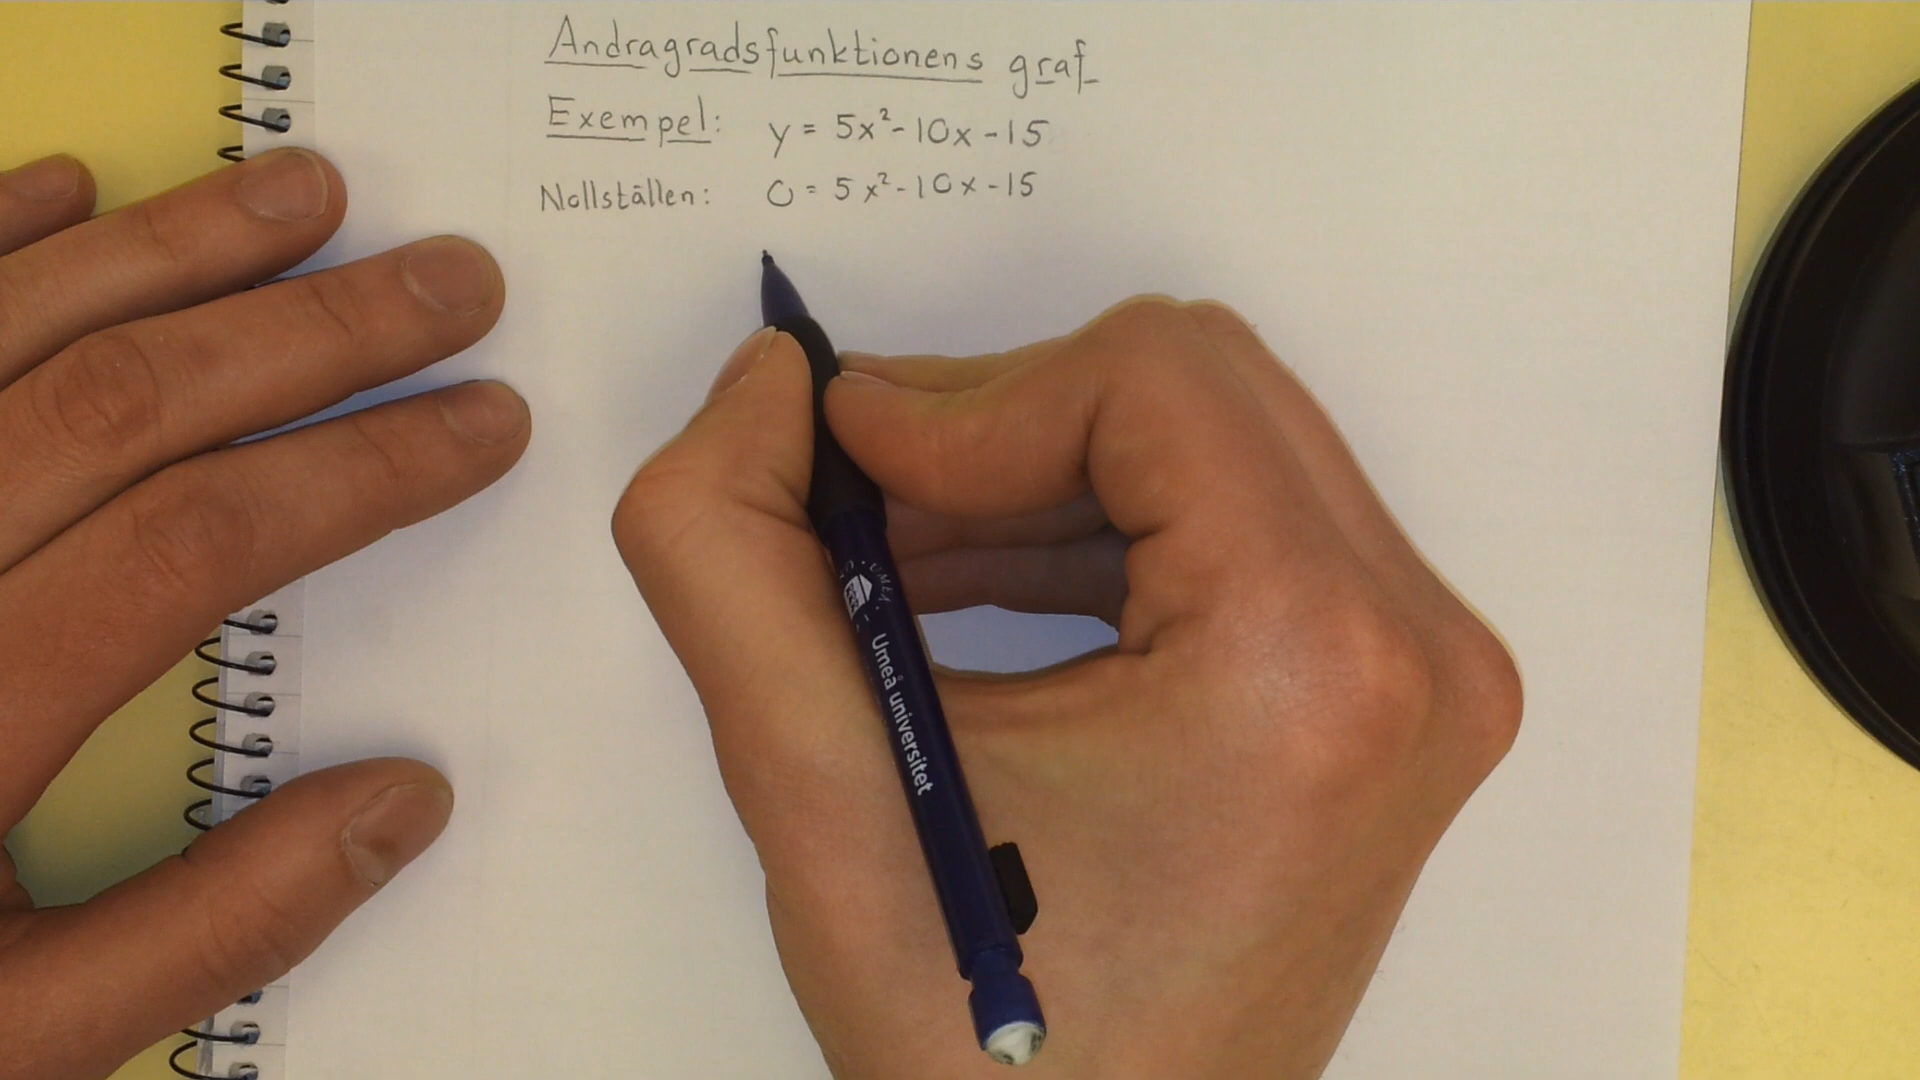 Andragradsfunktionens graf
Exempel: y = 5x² - 10x - 15
Nollställen: 0 = 5x² - 10x - 15
Umeå universitet